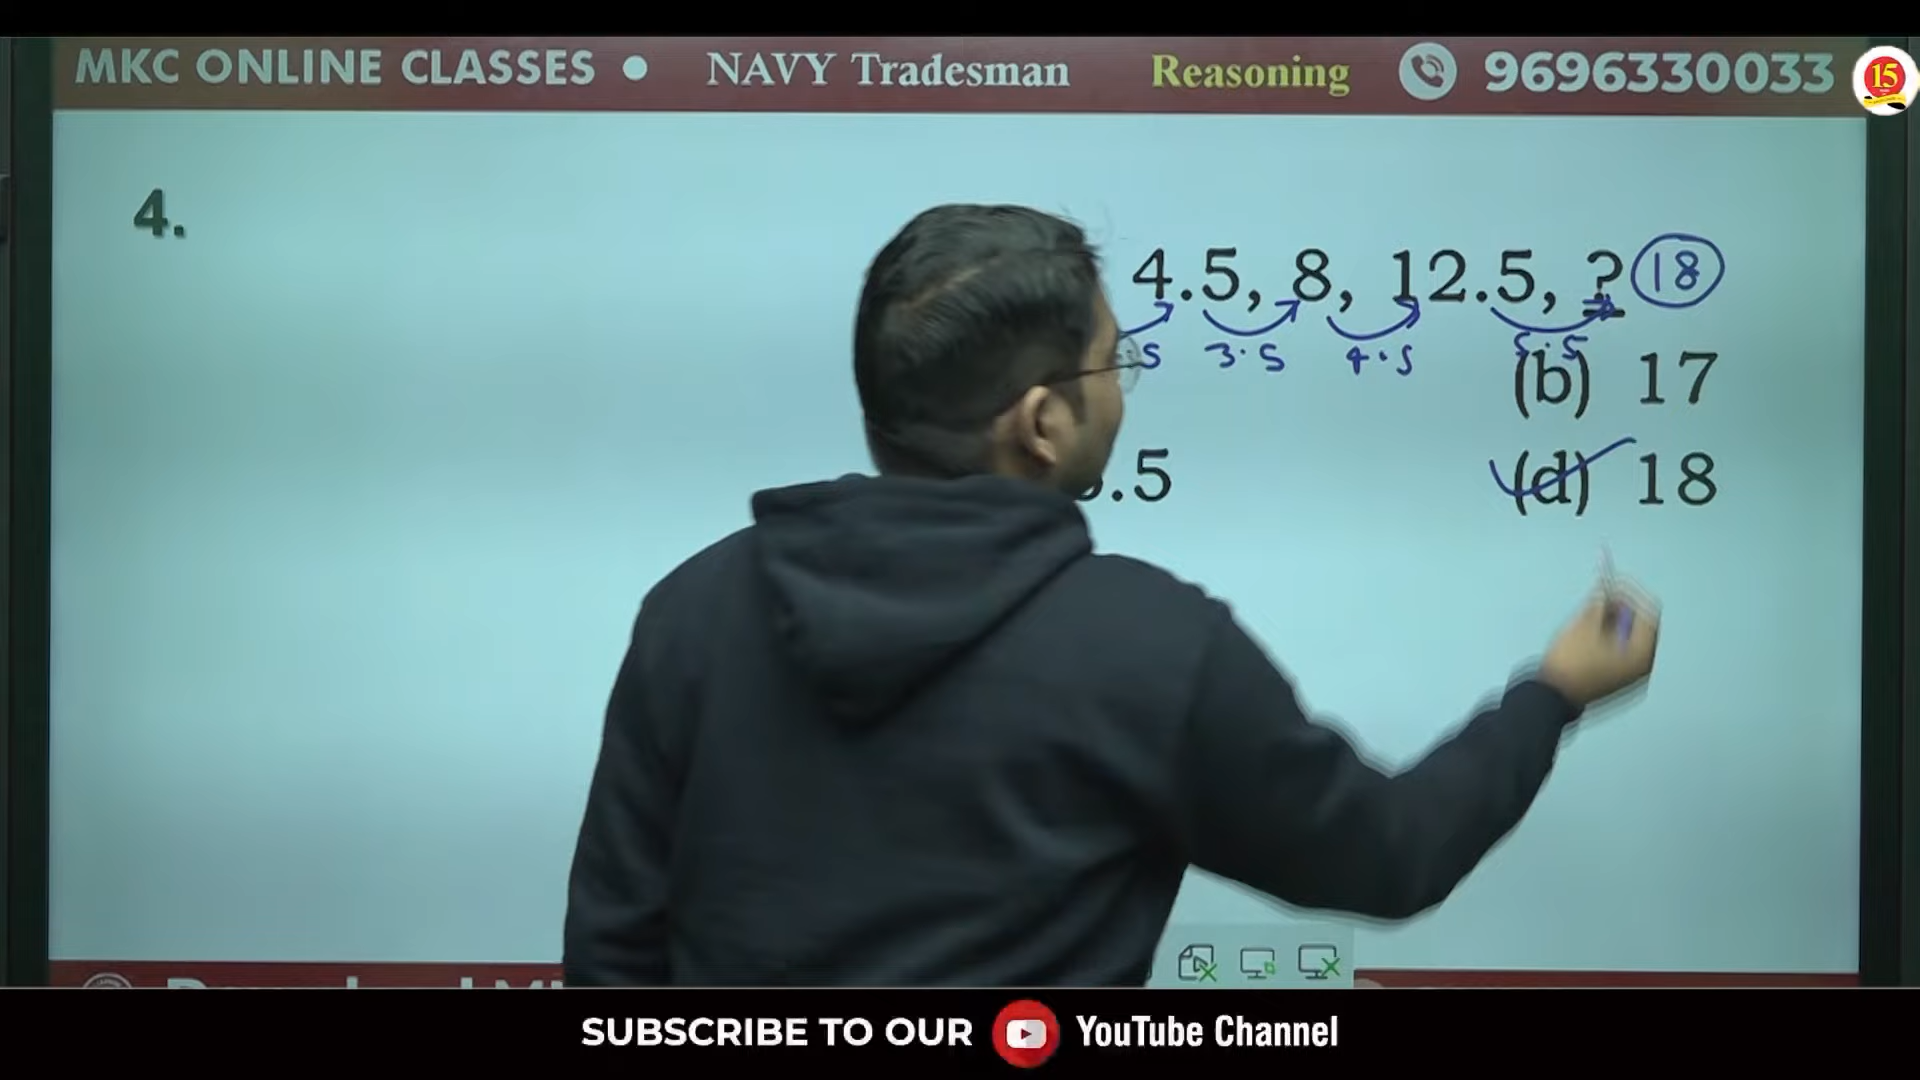 MKC ONLINE CLASSES • NAVY Tradesman Reasoning 9696330033
15
4.
4.5, 8, 12.5, ? 18
5 3.5 4.5 5.5
(b) 17
.5 (d) 18
SUBSCRIBE TO OUR YouTube Channel